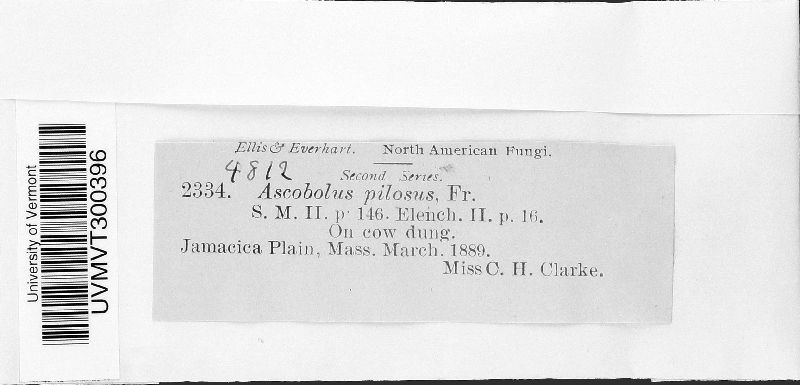 Ellis & Everhart. North American Fungi.
4812
Second Series.
2334. Ascobolus pilosus, Fr.
S. M. II. p 146. Elench. II. p. 16.
On cow dung.
Jamacica Plain, Mass. March. 1889.
Miss C. H. Clarke.
University of Vermont
UVMVT300396